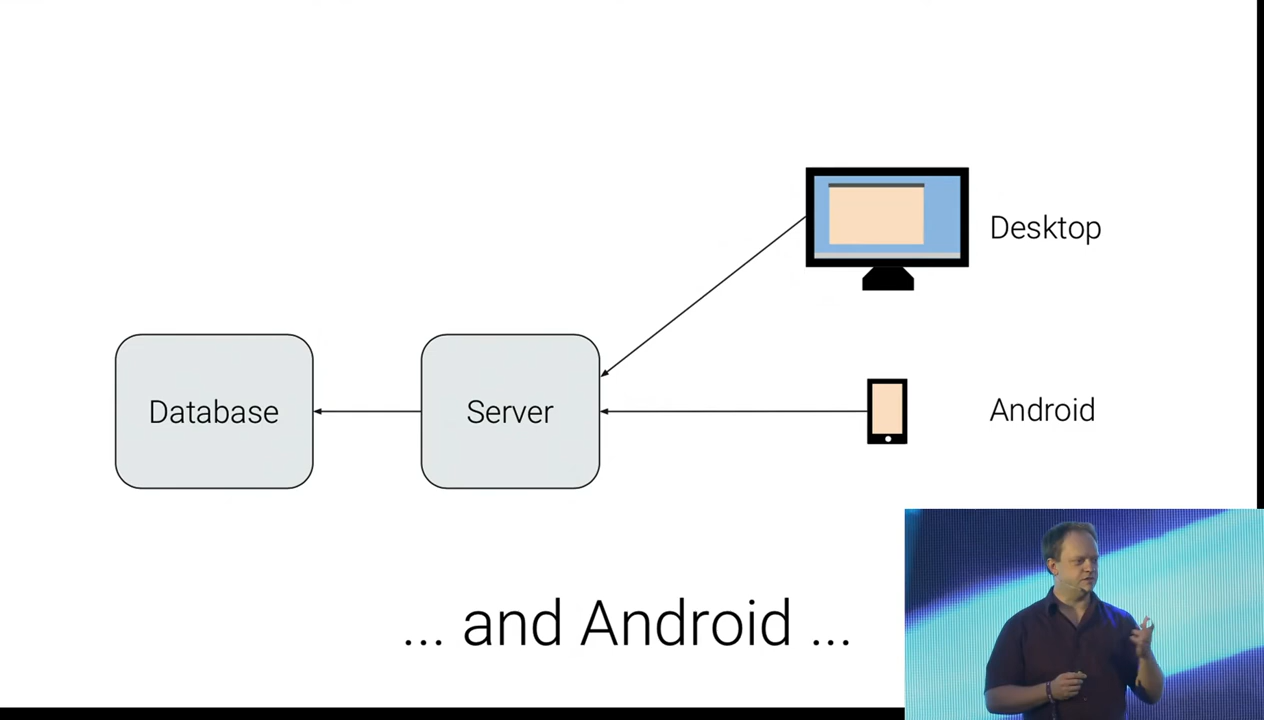 Desktop
Database
Server
Android
... and Android ...